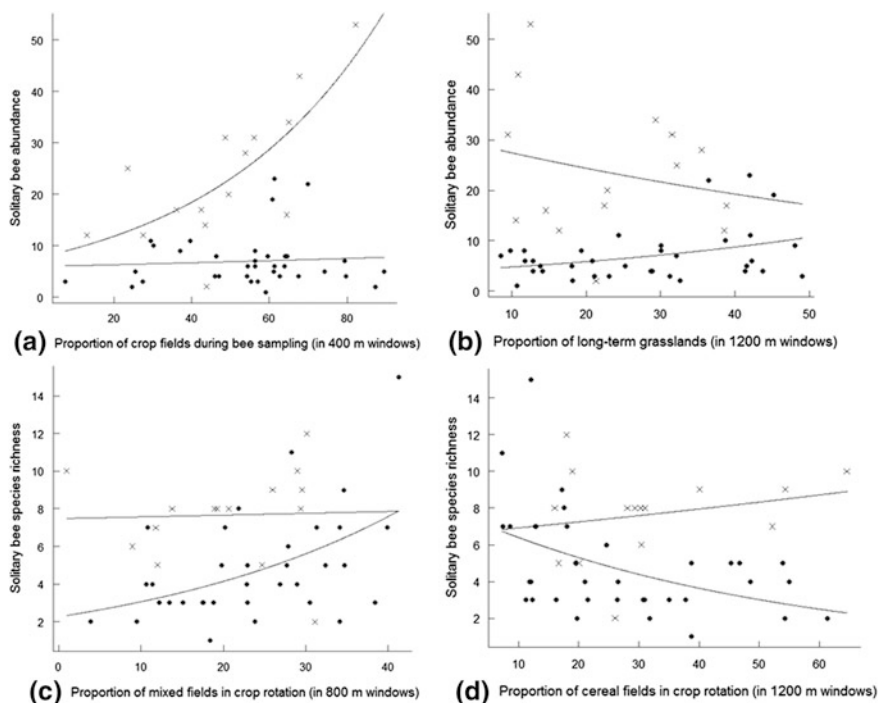 50
40
30
20
10
0
Solitary bee abundance
20 40 60 80
(a) Proportion of crop fields during bee sampling (in 400 m windows)
50
40
30
20
10
0
Solitary bee abundance
10 20 30 40 50
(b) Proportion of long-term grasslands (in 1200 m windows)
14
12
10
8
6
4
2
Solitary bee species richness
0 10 20 30 40
(c) Proportion of mixed fields in crop rotation (in 800 m windows)
14
12
10
8
6
4
2
Solitary bee species richness
10 20 30 40 50 60
(d) Proportion of cereal fields in crop rotation (in 1200 m windows)